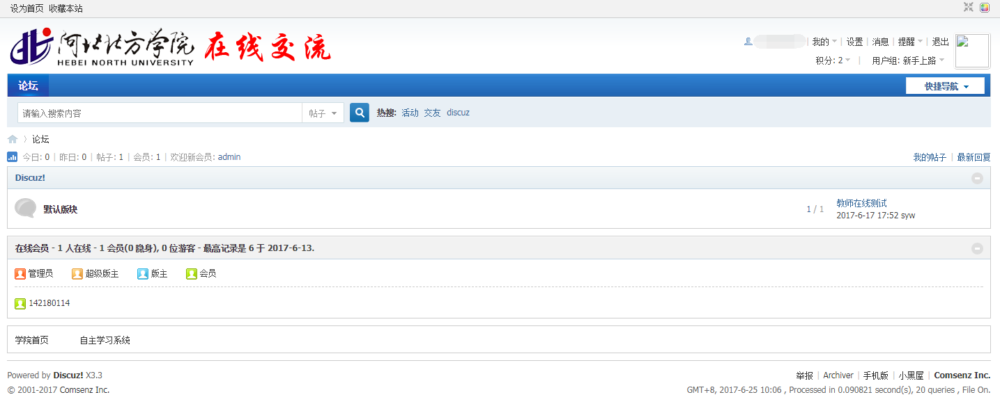 设为首页 收藏本站
河北北方学院 在线交流
HEBEI NORTH UNIVERSITY
| 我的 | 设置 | 消息 | 提醒 | 退出
积分: 2 | 用户组: 新手上路
论坛 快捷导航
请输入搜索内容 帖子 热搜: 活动 交友 discuz
论坛
今日: 0 | 昨日: 0 | 帖子: 1 | 会员: 1 | 欢迎新会员: admin 我的帖子 | 最新回复
Discuz!
默认版块 1 / 1 教师在线测试
2017-6-17 17:52 syw
在线会员 - 1 人在线 - 1 会员(0 隐身), 0 位游客 - 最高记录是 6 于 2017-6-13.
管理员 超级版主 版主 会员
142180114
学院首页 自主学习系统
Powered by Discuz! X3.3 举报 | Archiver | 手机版 | 小黑屋 | Comsenz Inc.
© 2001-2017 Comsenz Inc. GMT+8, 2017-6-25 10:06 , Processed in 0.090821 second(s), 20 queries , File On.